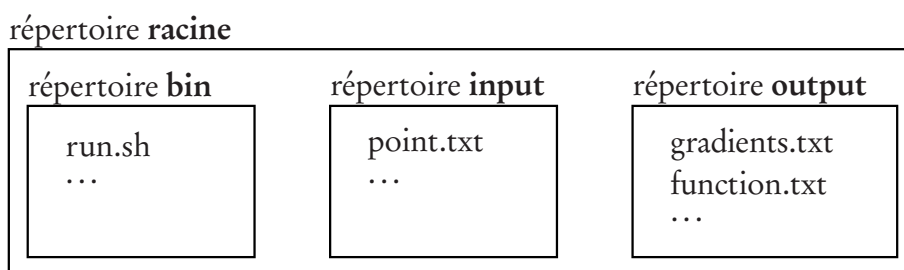 répertoire racine
répertoire bin
run.sh
...
répertoire input
point.txt
...
répertoire output
gradients.txt
function.txt
...